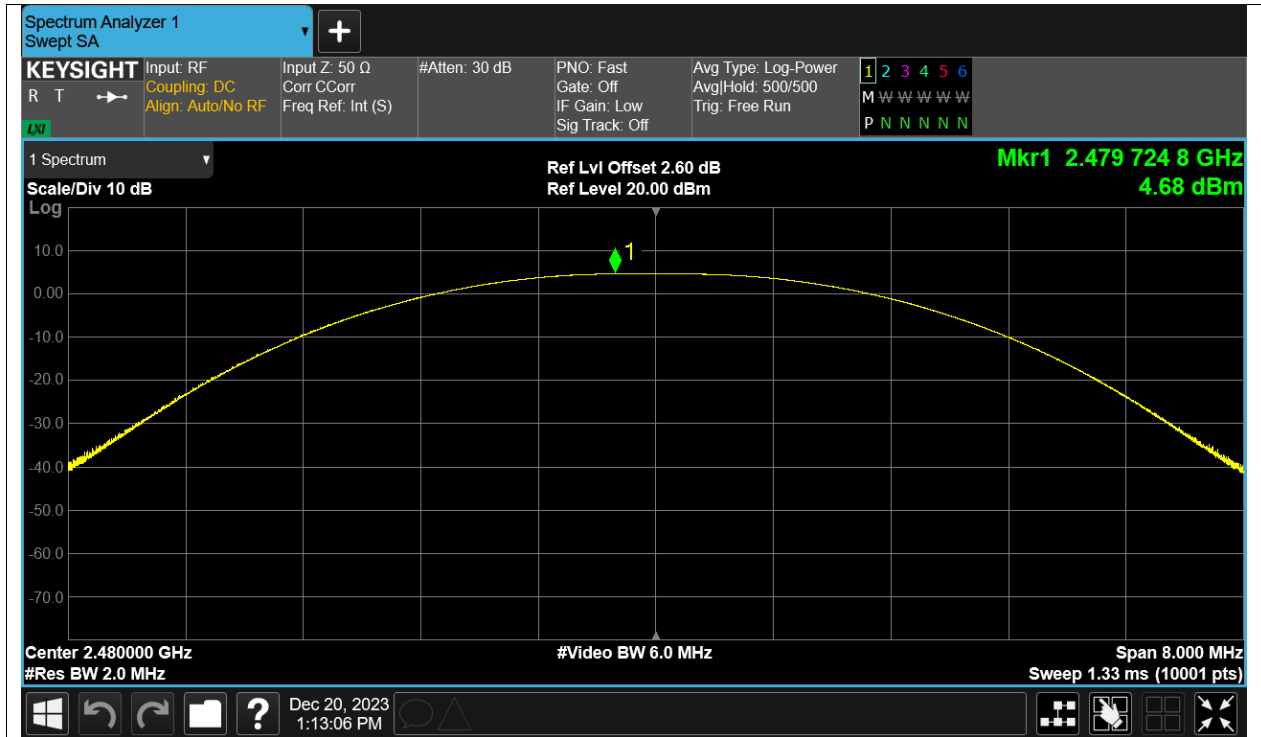 Spectrum Analyzer 1
Swept SA
KEYSIGHT
R T
LXI
Input: RF
Coupling: DC
Align: Auto/No RF
Input Z: 50 Ω
Corr CCorr
Freq Ref: Int (S)
#Atten: 30 dB
PNO: Fast
Gate: Off
IF Gain: Low
Sig Track: Off
Avg Type: Log-Power
Avg|Hold: 500/500
Trig: Free Run
1 2 3 4 5 6
M W W W W W
P N N N N N
1 Spectrum
Scale/Div 10 dB
Ref Lvl Offset 2.60 dB
Ref Level 20.00 dBm
Mkr1 2.479 724 8 GHz
4.68 dBm
Log
10.0
0.00
-10.0
-20.0
-30.0
-40.0
-50.0
-60.0
-70.0
1
Center 2.480000 GHz
#Res BW 2.0 MHz
#Video BW 6.0 MHz
Span 8.000 MHz
Sweep 1.33 ms (10001 pts)
?
Dec 20, 2023
1:13:06 PM